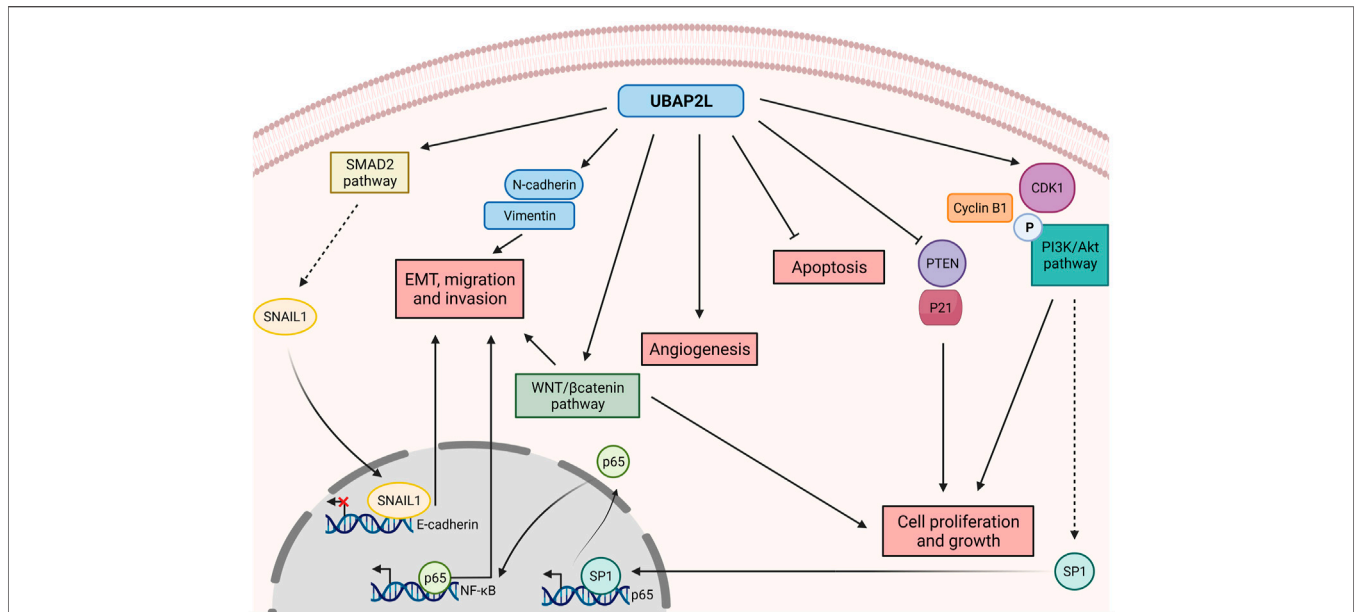 UBAP2L
SMAD2
pathway
N-cadherin
Vimentin
CDK1
Cyclin B1
P
PI3K/Akt
pathway
PTEN
P21
Apoptosis
EMT, migration
and invasion
SNAIL1
Angiogenesis
WNT/βcatenin
pathway
p65
SNAIL1
E-cadherin
Cell proliferation
and growth
p65
NF-κB
SP1
p65
SP1